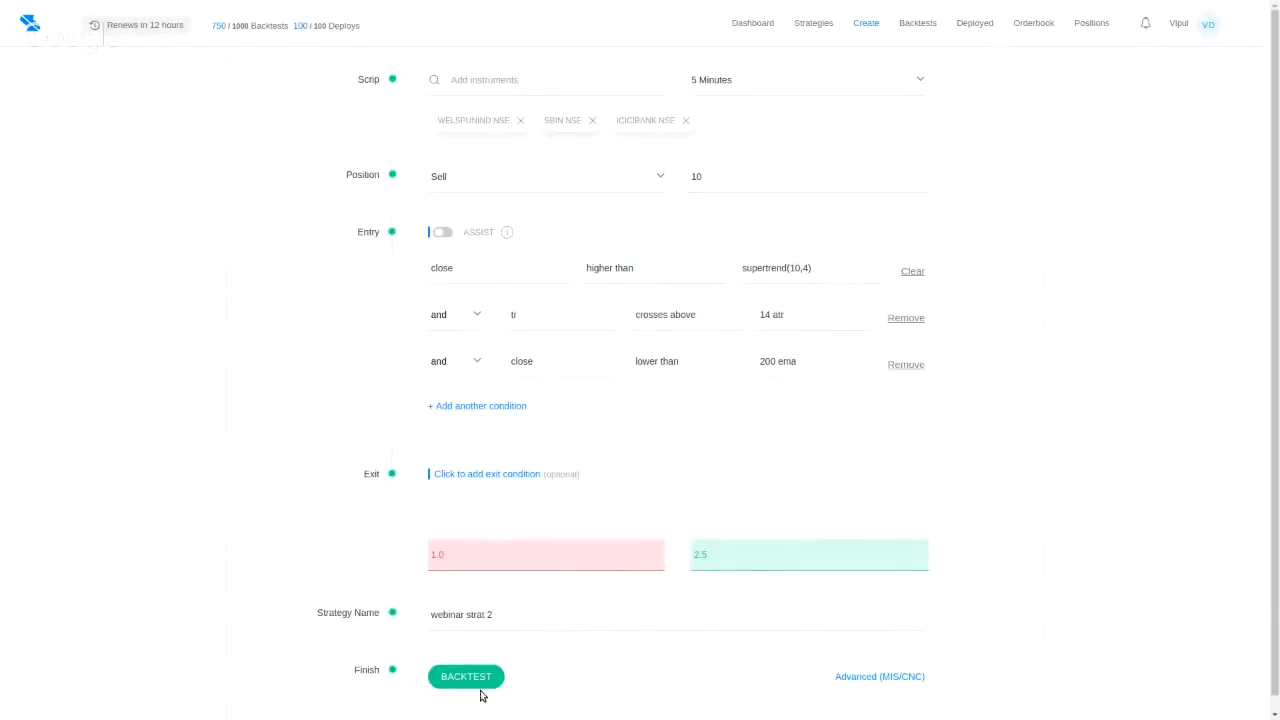 Renews in 12 hours 750 / 1000 Backtests 100 / 100 Deploys Dashboard Strategies Create Backtests Deployed Orderbook Positions Vipul VD
Scrip Add instruments 5 Minutes
WELSPUNIND NSE SBIN NSE ICICIBANK NSE
Position Sell 10
Entry ASSIST
close higher than supertrend(10,4) Clear
and tr crosses above 14 atr Remove
and close lower than 200 ema Remove
+ Add another condition
Exit Click to add exit condition (optional)
1.0 2.5
Strategy Name webinar strat 2
Finish BACKTEST Advanced (MIS/CNC)